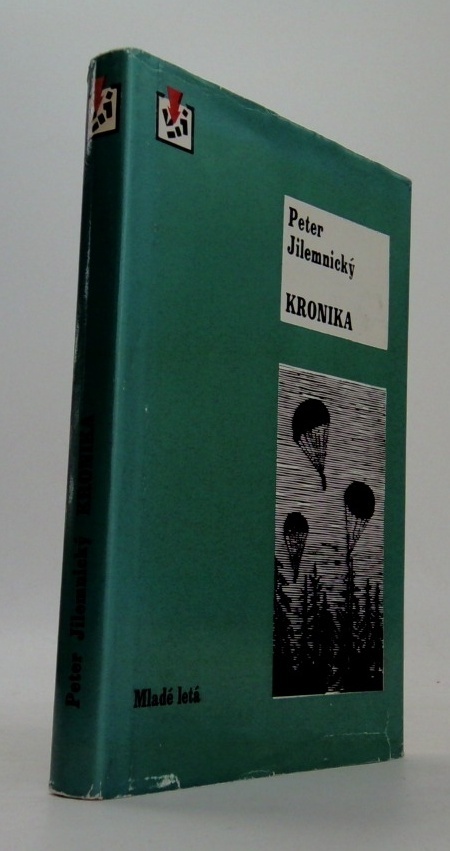 Peter
Jilemnický
KRONIKA
Mladé letá
Peter Jilemnický KRONIKA